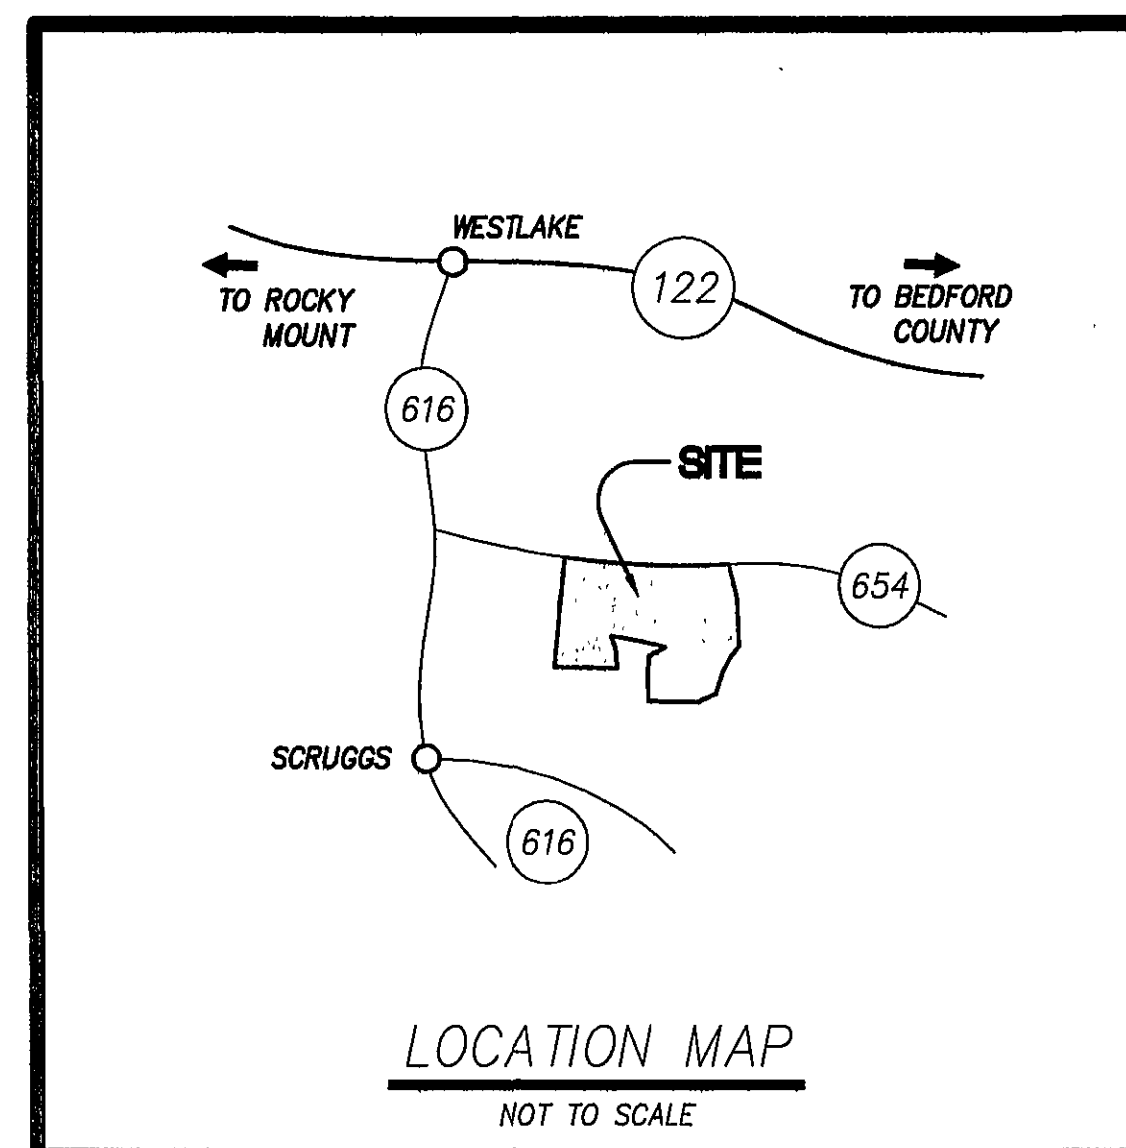 WESTLAKE
122
TO ROCKY
MOUNT
TO BEDFORD
COUNTY
616
SITE
654
SCRUGGS
616
LOCATION MAP
NOT TO SCALE